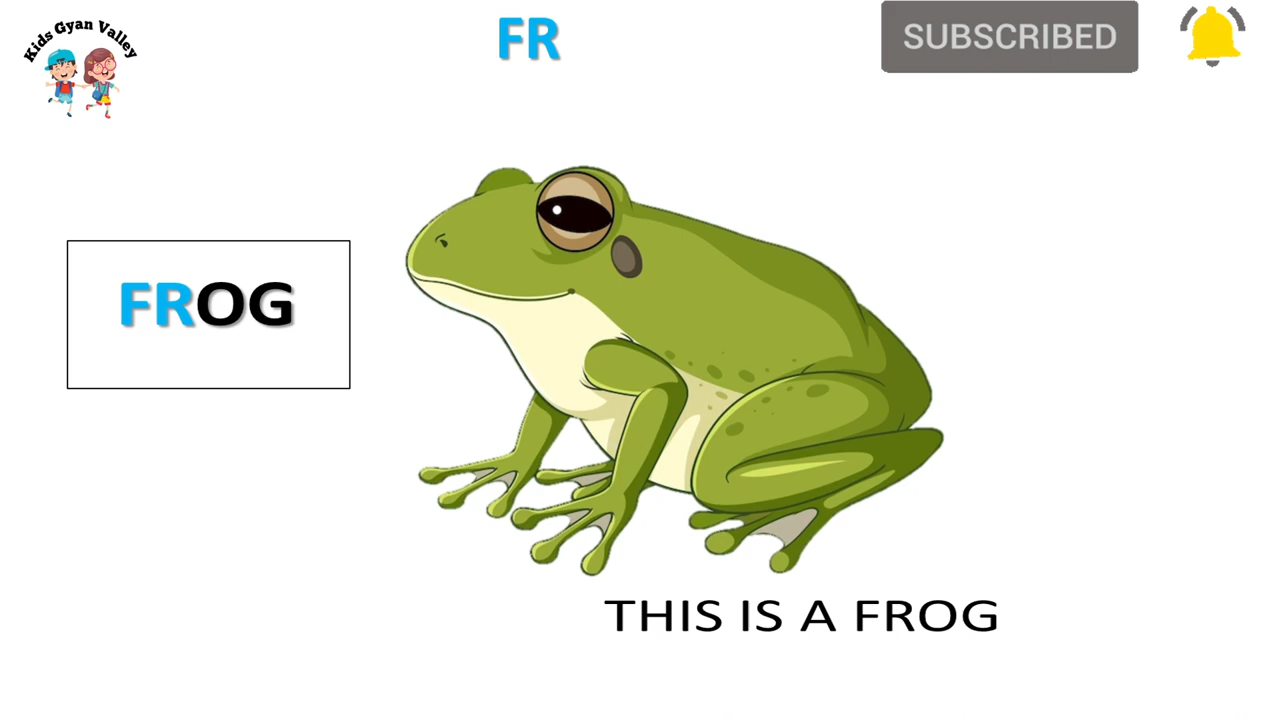 Kids Gyan Valley
FR
SUBSCRIBED
FROG
THIS IS A FROG